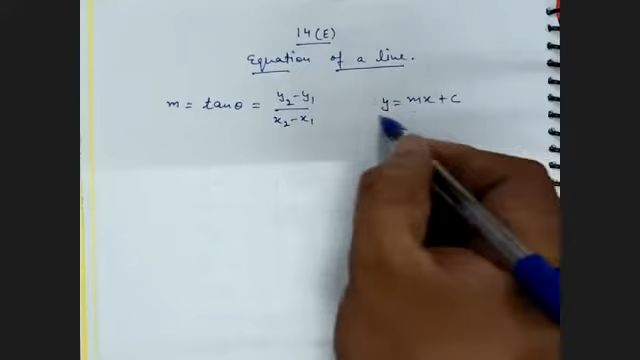 14(E)
Equation of a line.
m = tanθ = y₂-y₁ / x₂-x₁ y = mx + c